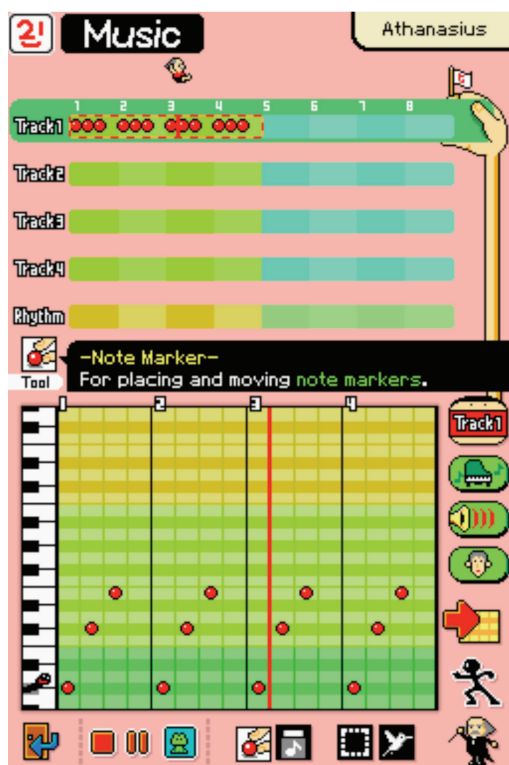 Music
Athanasius
1 2 3 4 5 6 7 8
Track1
Track2
Track3
Track4
Rhythm
-Note Marker-
For placing and moving note markers.
Tool
1 2 3 4
Track1